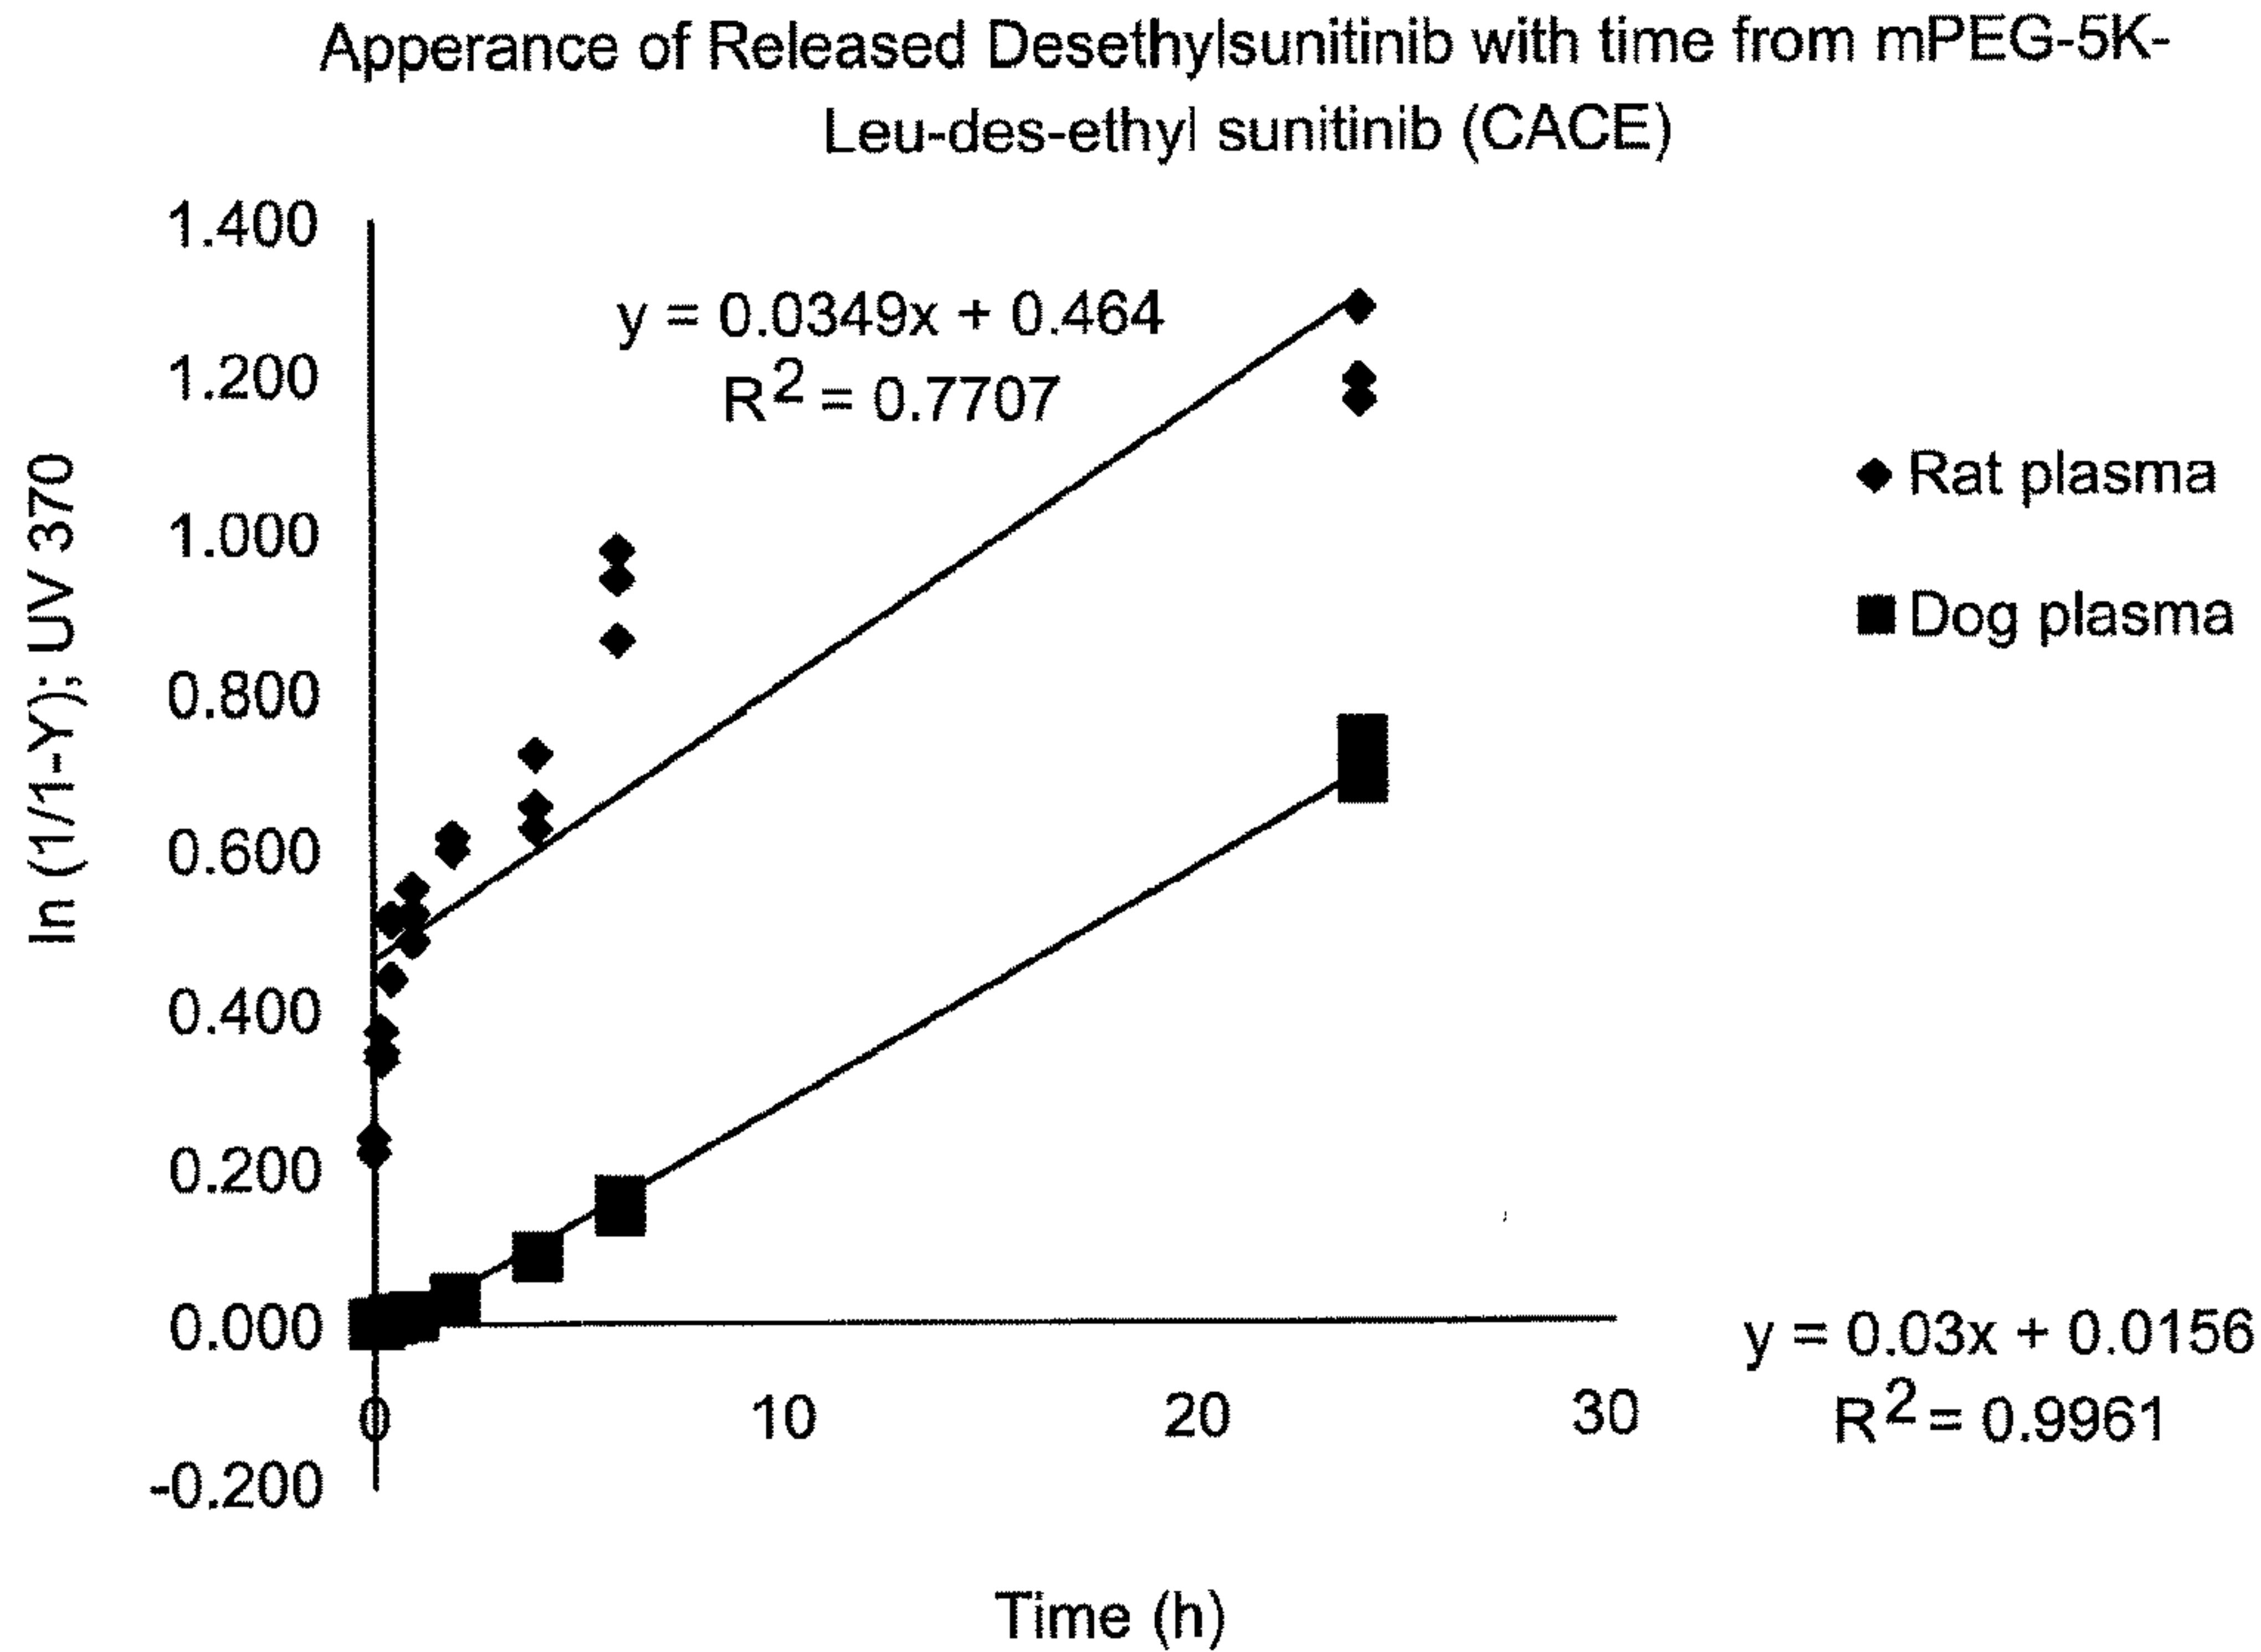 Apperance of Released Desethylsunitinib with time from mPEG-5K-
Leu-des-ethyl sunitinib (CACE)
1.400
1.200
1.000
0.800
0.600
0.400
0.200
0.000
-0.200
ln (1/1-Y); UV 370
y = 0.0349x + 0.464
R² = 0.7707
Rat plasma
Dog plasma
y = 0.03x + 0.0156
R² = 0.9961
0 10 20 30
Time (h)